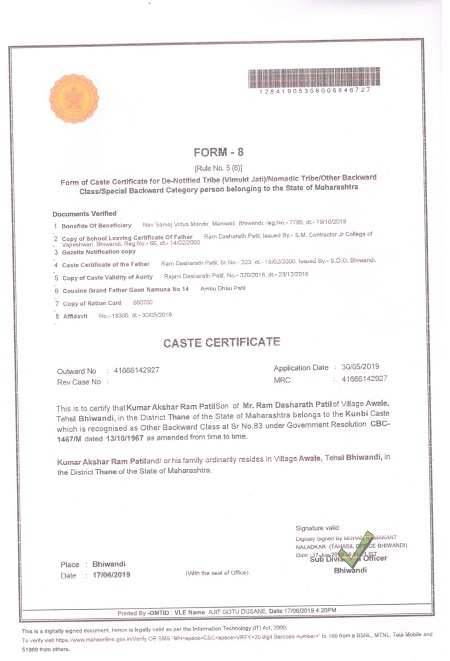 12841905306006646727
FORM - 8
[Rule No. 5 (6)]
Form of Caste Certificate for De-Notified Tribe (Vimukt Jati)/Nomadic Tribe/Other Backward
Class/Special Backward Category person belonging to the State of Maharashtra
Documents Verified
1 Bonafide Of Beneficiary Nav Samaj Vidya Mandir, Maniwali, Bhiwandi, reg.No.- 7785, dt.- 19/10/2016
2 Copy of School Leaving Certificate Of Father Ram Dasharath Patil, Issued By.- S.M. Contractor Jr College of
Vajreshwari, Bhiwandi, Reg.No.- 66, dt.- 14/02/2000
3 Gazette Notification copy
4 Caste Certificate of the Father Ram Dasharath Patil, Sr.No.- 223, dt.- 18/02/2000, Issued By.- S.D.O. Bhiwandi.
5 Copy of Caste Validity of Aunty Rajani Dasharath Patil, No.- 320/2016, dt.- 23/12/2016
6 Cousine Grand Father Gaon Namuna No 14 Ambu Dhau Patil
7 Copy of Ration Card 680760
8 Affidavit No.- 18300, dt.- 30/05/2019
CASTE CERTIFICATE
Outward No : 41666142927 Application Date : 30/05/2019
Rev Case No : MRC : 41666142927
This is to certify that Kumar Akshar Ram Patil Son of Mr. Ram Dasharath Patil of Village Awale,
Tehsil Bhiwandi, in the District Thane of the State of Maharashtra belongs to the Kunbi Caste
which is recognised as Other Backward Class at Sr No.83 under Government Resolution CBC-
1467/M dated 13/10/1967 as amended from time to time.
Kumar Akshar Ram Patil and/ or his family ordinarily resides in Village Awale, Tehsil Bhiwandi, in
the District Thane of the State of Maharashtra.
Signature valid
Digitally Signed By MOHAN
NALADKAR (TAHASIL OFFICE BHIWANDI)
Sub Divisional Officer
Bhiwandi
Place : Bhiwandi
Date : 17/06/2019 (With the seal of Office)
Printed By -OMTID : VLE Name AJIT GOTU DUSANE, Date:17/06/2019 4:20PM
This is a digitally signed document, hence is legally valid as per the Information Technology (IT) Act, 2000.
To verify visit https://www.mahaonline.gov.in/Verify OR SMS "MH<space>CSC<space>VRFY<20 digit Barcode number>" to 166 from a BSNL, MTNL, Tata Mobile and
51969 from others.